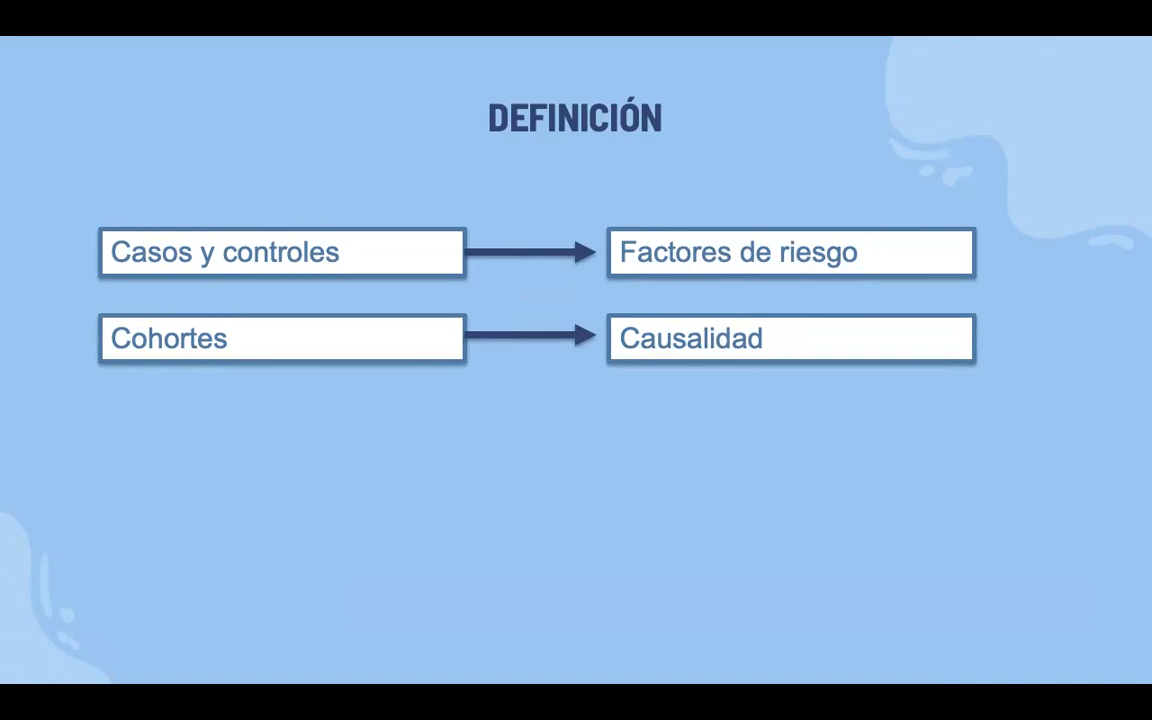 DEFINICIÓN
Casos y controles
Factores de riesgo
Cohortes
Causalidad